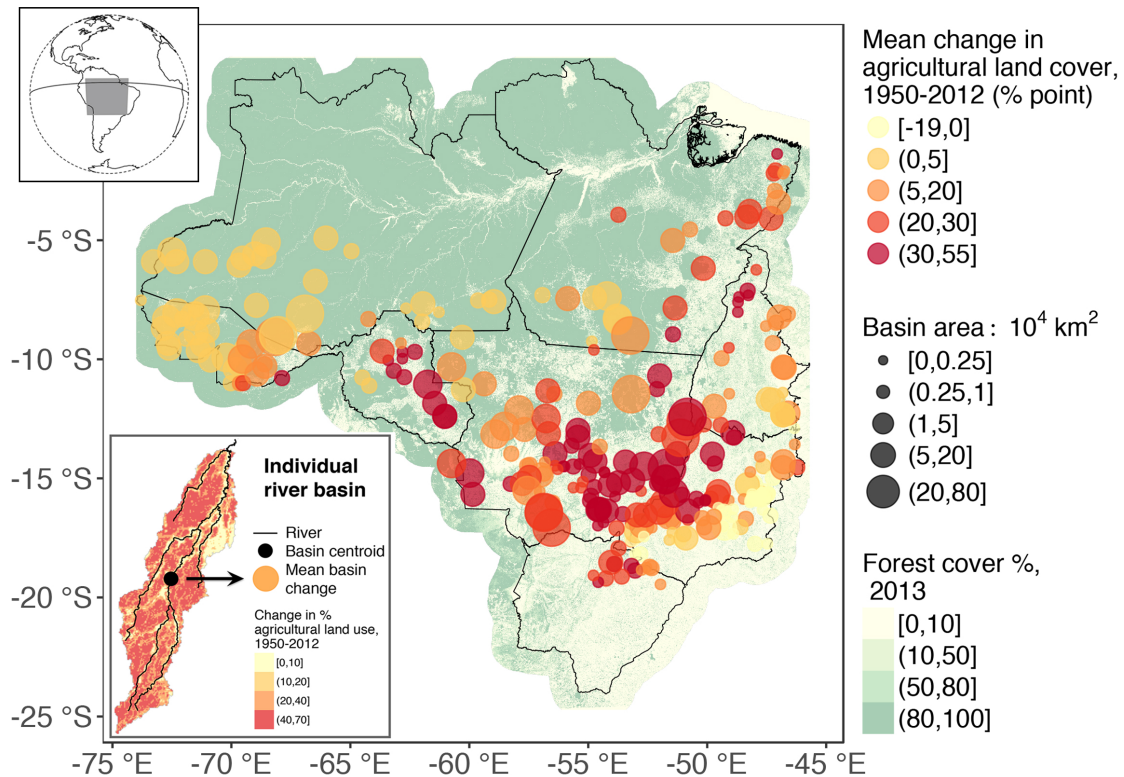 Mean change in
agricultural land cover,
1950-2012 (% point)
[-19,0]
(0,5]
(5,20]
(20,30]
(30,55]
Basin area : 10⁴ km²
[0,0.25]
(0.25,1]
(1,5]
(5,20]
(20,80]
Forest cover %,
2013
[0,10]
(10,50]
(50,80]
(80,100]
-5 °S
-10 °S
-15 °S
-20 °S
-25 °S
Individual
river basin
River
Basin centroid
Mean basin
change
Change in %
agricultural land use,
1950-2012
[0,10]
(10,20]
(20,40]
(40,70]
-75 °E
-70 °E
-65 °E
-60 °E
-55 °E
-50 °E
-45 °E